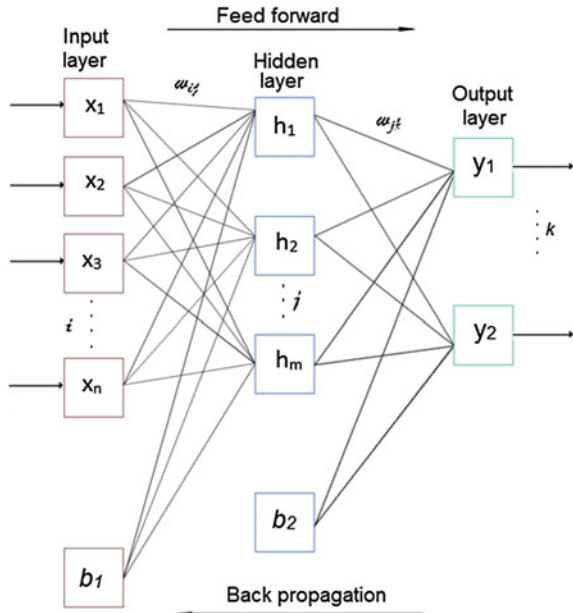 Feed forward
Input
layer
Hidden
layer
Output
layer
x₁
x₂
x₃
i
xₙ
b₁
wᵢⱼ
h₁
h₂
j
hₘ
b₂
wⱼₖ
y₁
k
y₂
Back propagation